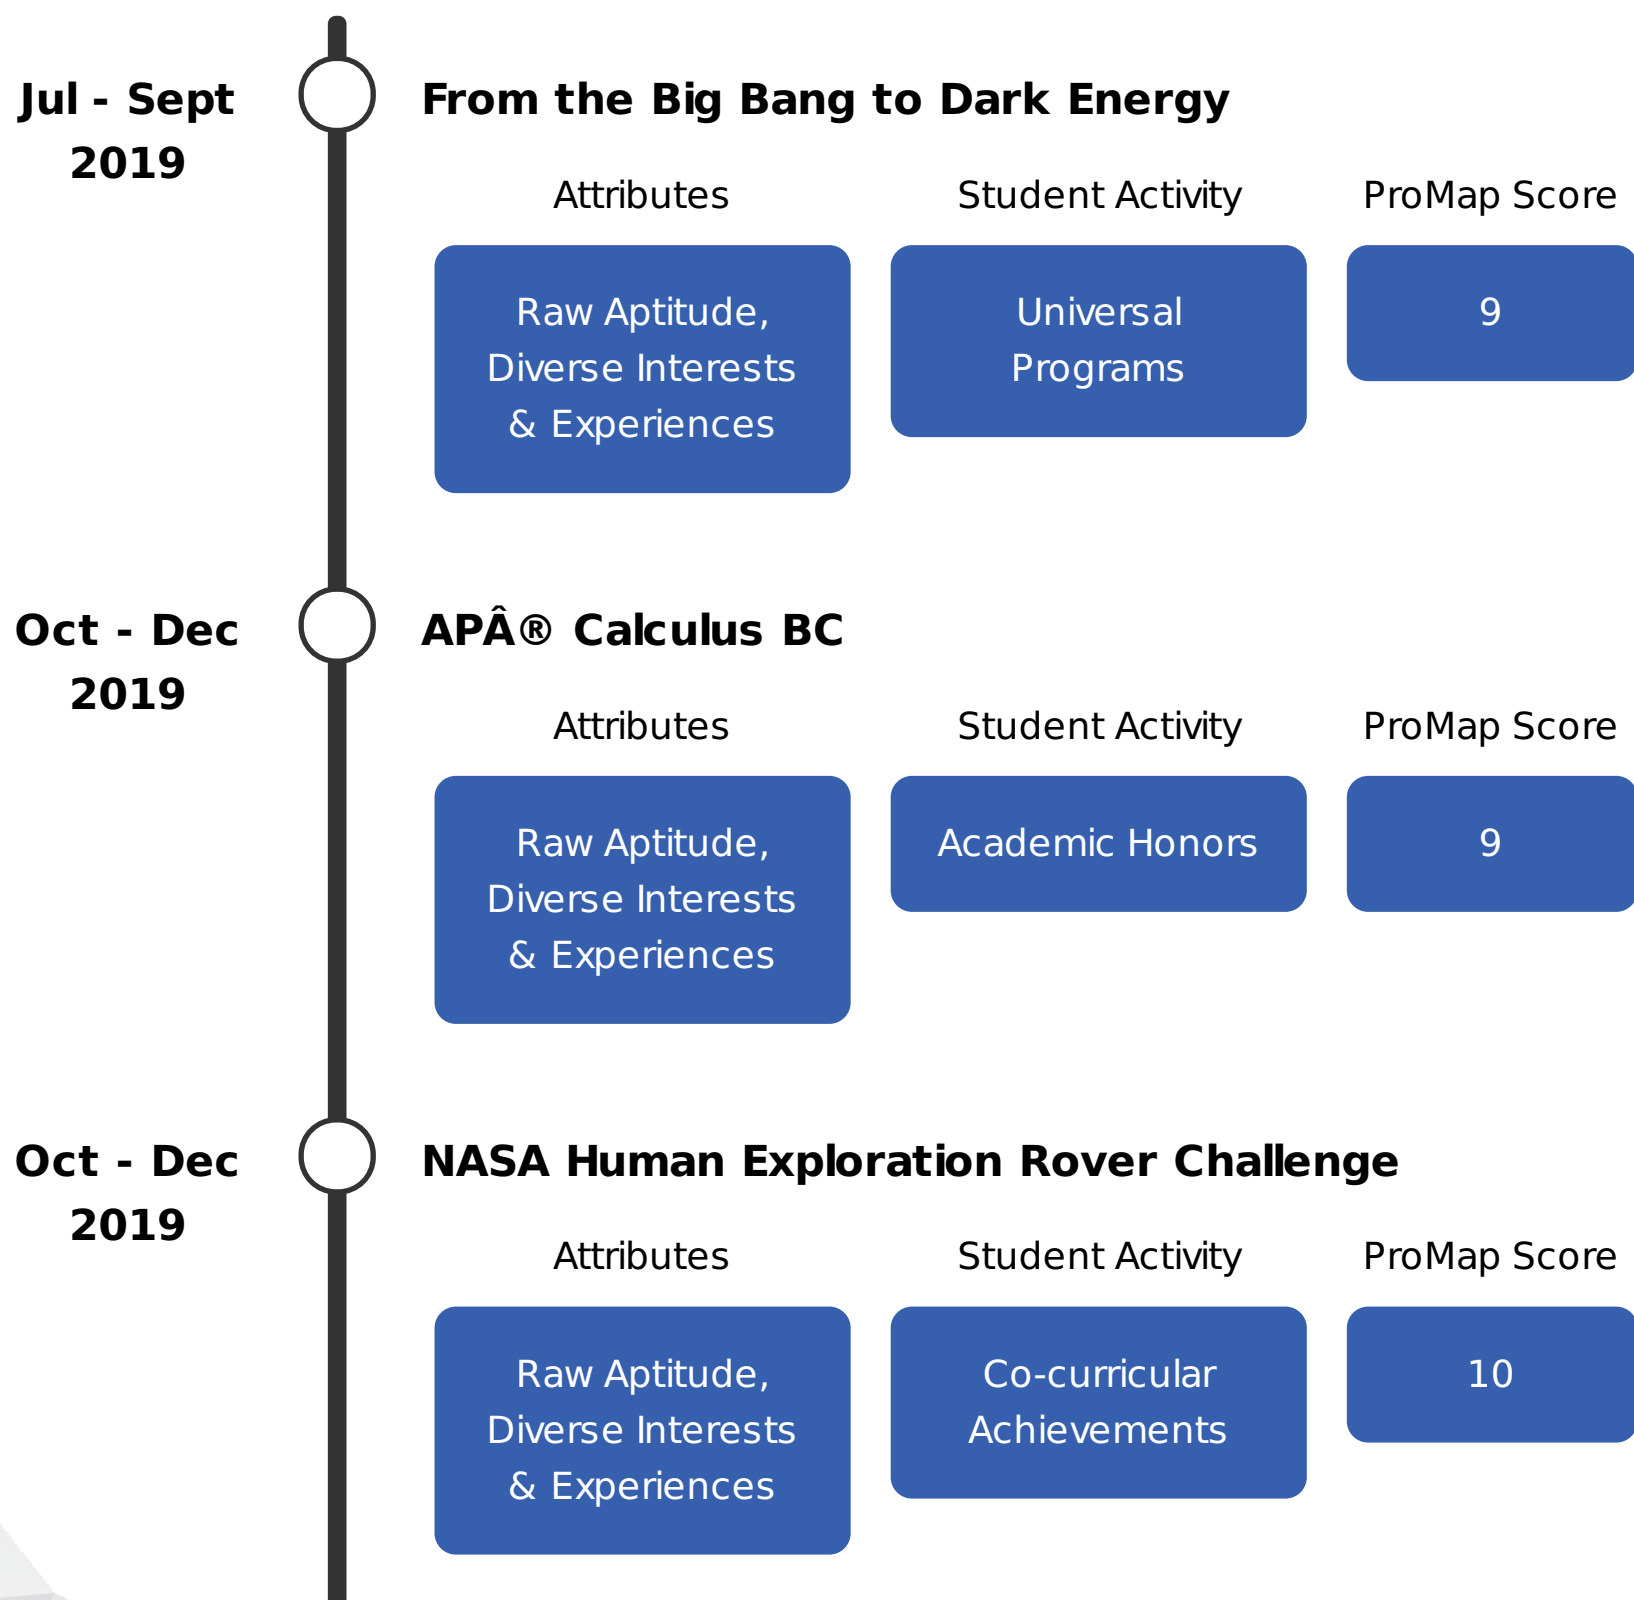 Jul - Sept
2019
From the Big Bang to Dark Energy
Attributes
Student Activity
ProMap Score
Raw Aptitude,
Diverse Interests
& Experiences
Universal
Programs
9
Oct - Dec
2019
APÂ® Calculus BC
Attributes
Student Activity
ProMap Score
Raw Aptitude,
Diverse Interests
& Experiences
Academic Honors
9
Oct - Dec
2019
NASA Human Exploration Rover Challenge
Attributes
Student Activity
ProMap Score
Raw Aptitude,
Diverse Interests
& Experiences
Co-curricular
Achievements
10